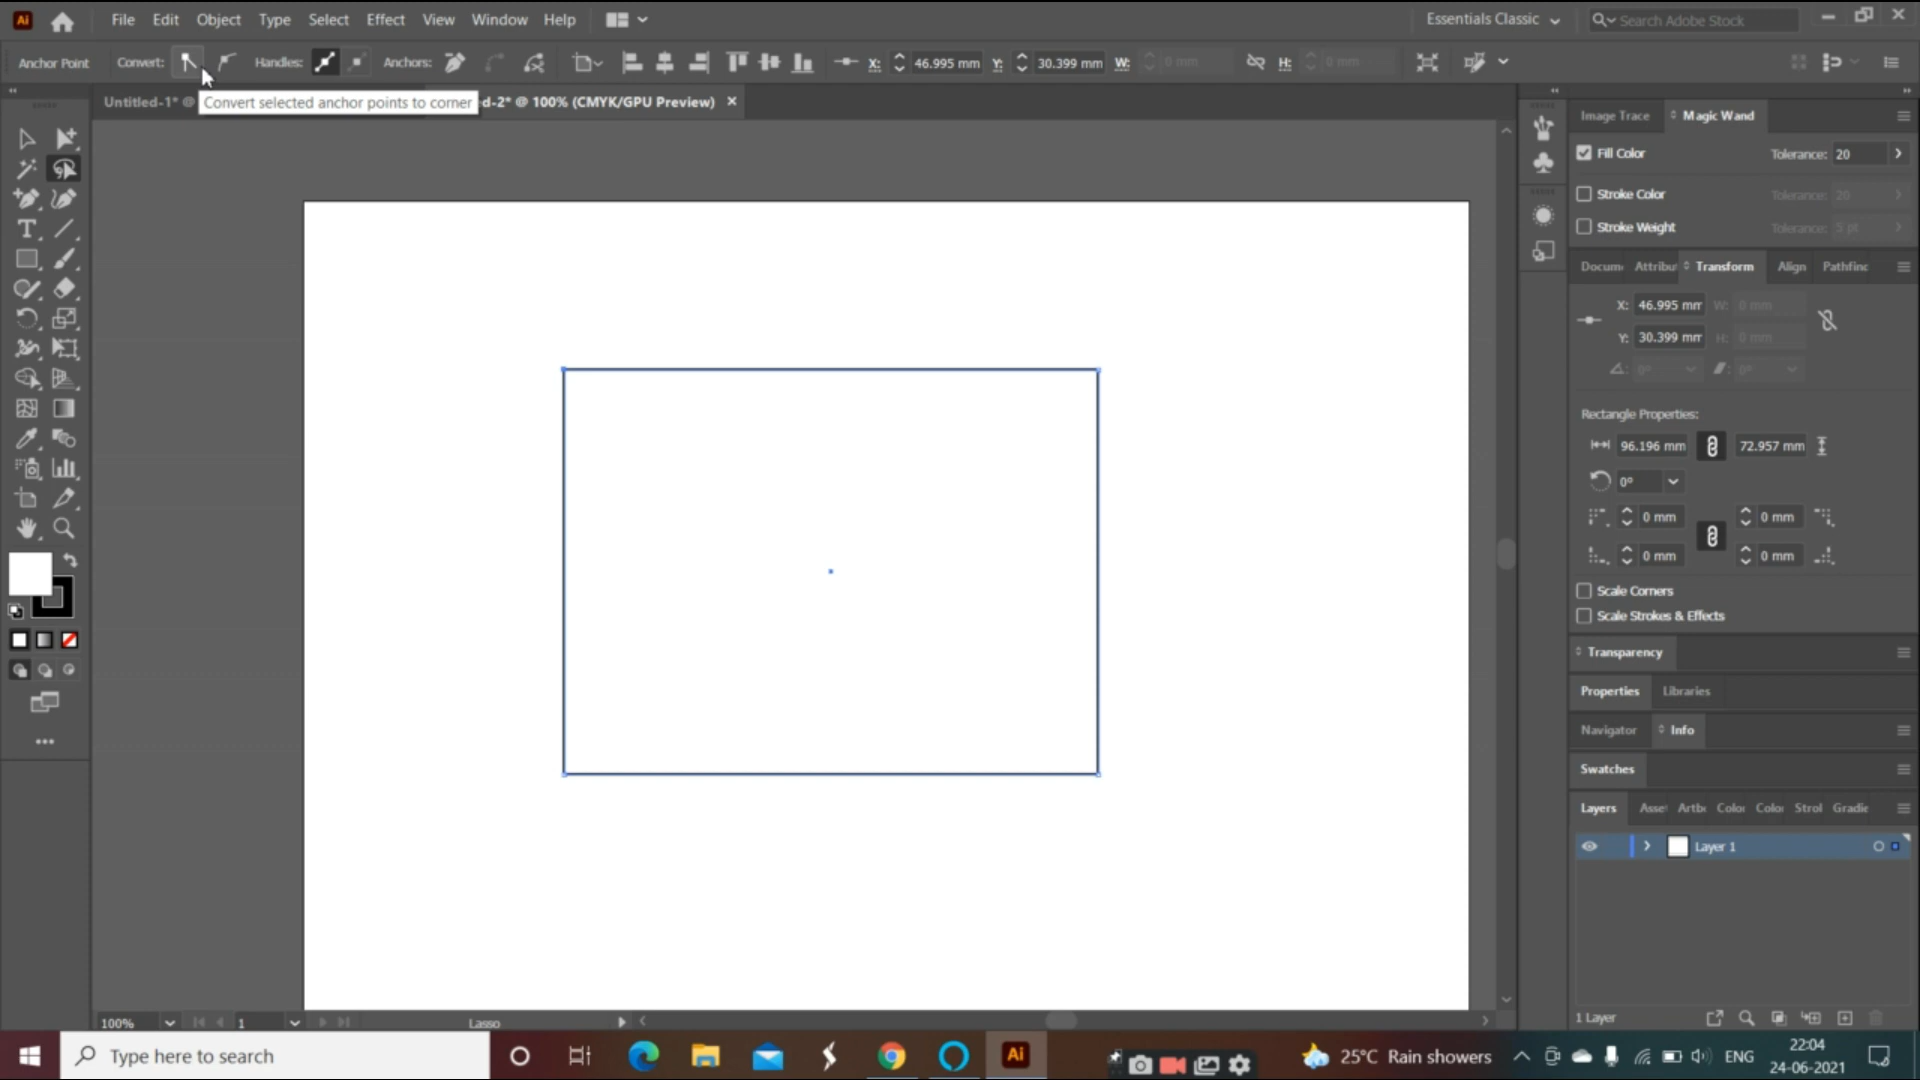 Ai File Edit Object Type Select Effect View Window Help Essentials Classic Search Adobe Stock
Anchor Point Convert: Handles: Anchors: X: 46.995 mm Y: 30.399 mm W: 0 mm H: 0 mm
Untitled-1* @ Convert selected anchor points to corner d-2* @ 100% (CMYK/GPU Preview) ×
Image Trace Magic Wand
Fill Color Tolerance: 20
Stroke Color Tolerance: 20
Stroke Weight Tolerance: 5 pt
Docum Attribu Transform Align Pathfinc
X: 46.995 mm W: 0 mm
Y: 30.399 mm H: 0 mm
0° 0°
Rectangle Properties:
96.196 mm 72.957 mm
0°
0 mm 0 mm
0 mm 0 mm
Scale Corners
Scale Strokes & Effects
Transparency
Properties Libraries
Navigator Info
Swatches
Layers Asse Artb Color Color Strol Gradie
Layer 1
1 Layer
100% 1 Lasso
Type here to search Ai 25°C Rain showers ENG 22:04
24-06-2021